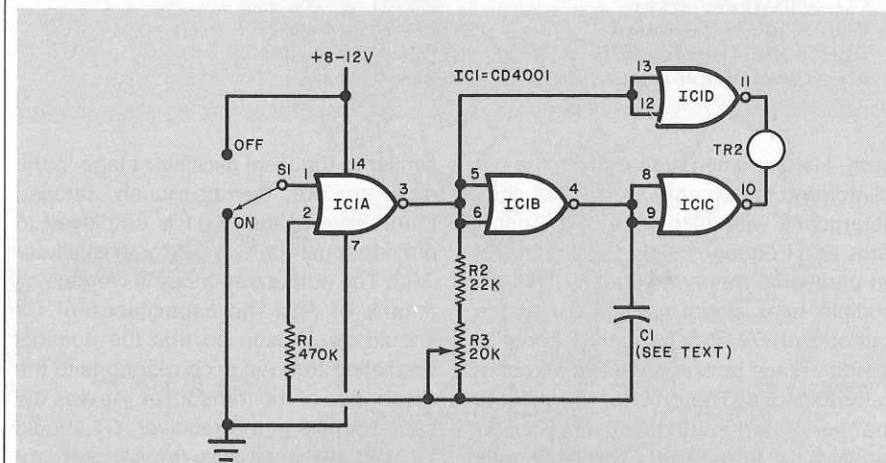 +8-12V
IC1=CD4001
13
12
IC1D
11
OFF
TR2
S1
1
14
IC1A
3
5
6
IC1B
4
8
9
IC1C
10
2
ON
7
R2
22K
R1
470K
R3
20K
C1
(SEE TEXT)